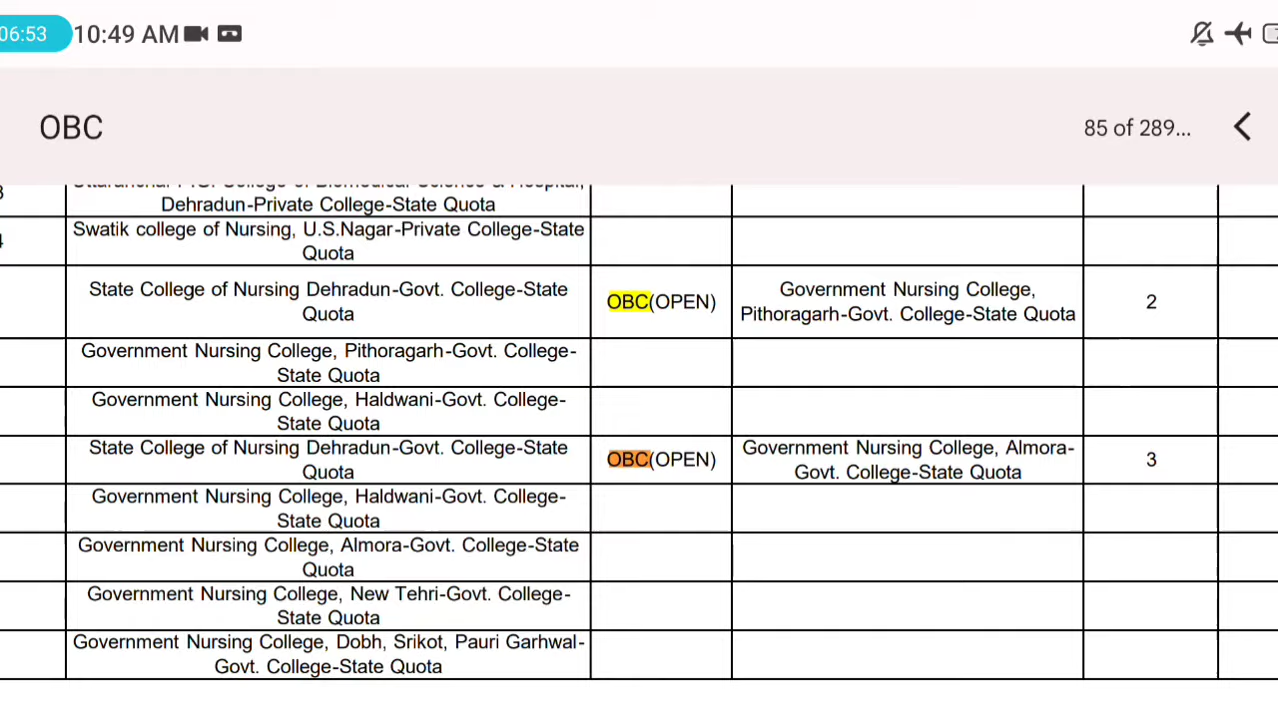 06:53 10:49 AM
OBC 85 of 289...
Dehradun-Private College-State Quota
Swatik college of Nursing, U.S.Nagar-Private College-State
Quota
State College of Nursing Dehradun-Govt. College-State
Quota
OBC(OPEN)
Government Nursing College,
Pithoragarh-Govt. College-State Quota
2
Government Nursing College, Pithoragarh-Govt. College-
State Quota
Government Nursing College, Haldwani-Govt. College-
State Quota
State College of Nursing Dehradun-Govt. College-State
Quota
OBC(OPEN)
Government Nursing College, Almora-
Govt. College-State Quota
3
Government Nursing College, Haldwani-Govt. College-
State Quota
Government Nursing College, Almora-Govt. College-State
Quota
Government Nursing College, New Tehri-Govt. College-
State Quota
Government Nursing College, Dobh, Srikot, Pauri Garhwal-
Govt. College-State Quota